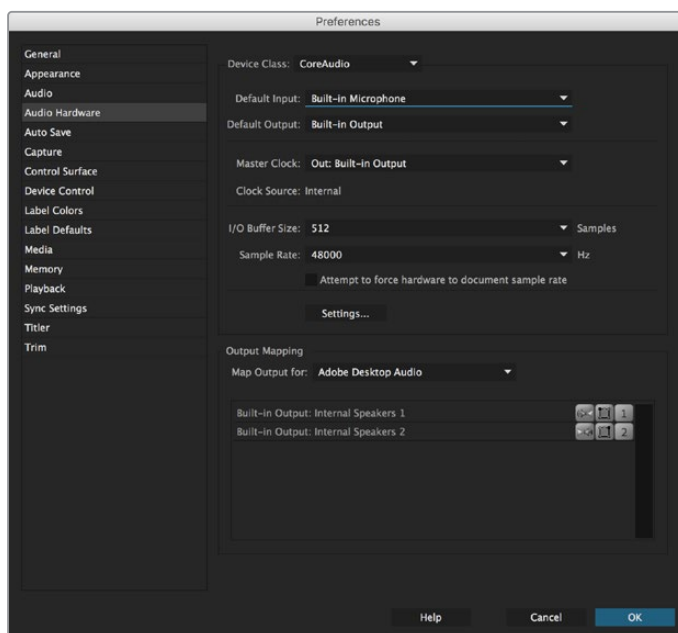 Preferences
General
Appearance
Audio
Audio Hardware
Auto Save
Capture
Control Surface
Device Control
Label Colors
Label Defaults
Media
Memory
Playback
Sync Settings
Titler
Trim
Device Class: CoreAudio
Default Input: Built-in Microphone
Default Output: Built-in Output
Master Clock: Out: Built-in Output
Clock Source: Internal
I/O Buffer Size: 512 Samples
Sample Rate: 48000 Hz
Attempt to force hardware to document sample rate
Settings...
Output Mapping
Map Output for: Adobe Desktop Audio
Built-in Output: Internal Speakers 1 1
Built-in Output: Internal Speakers 2 2
Help Cancel OK